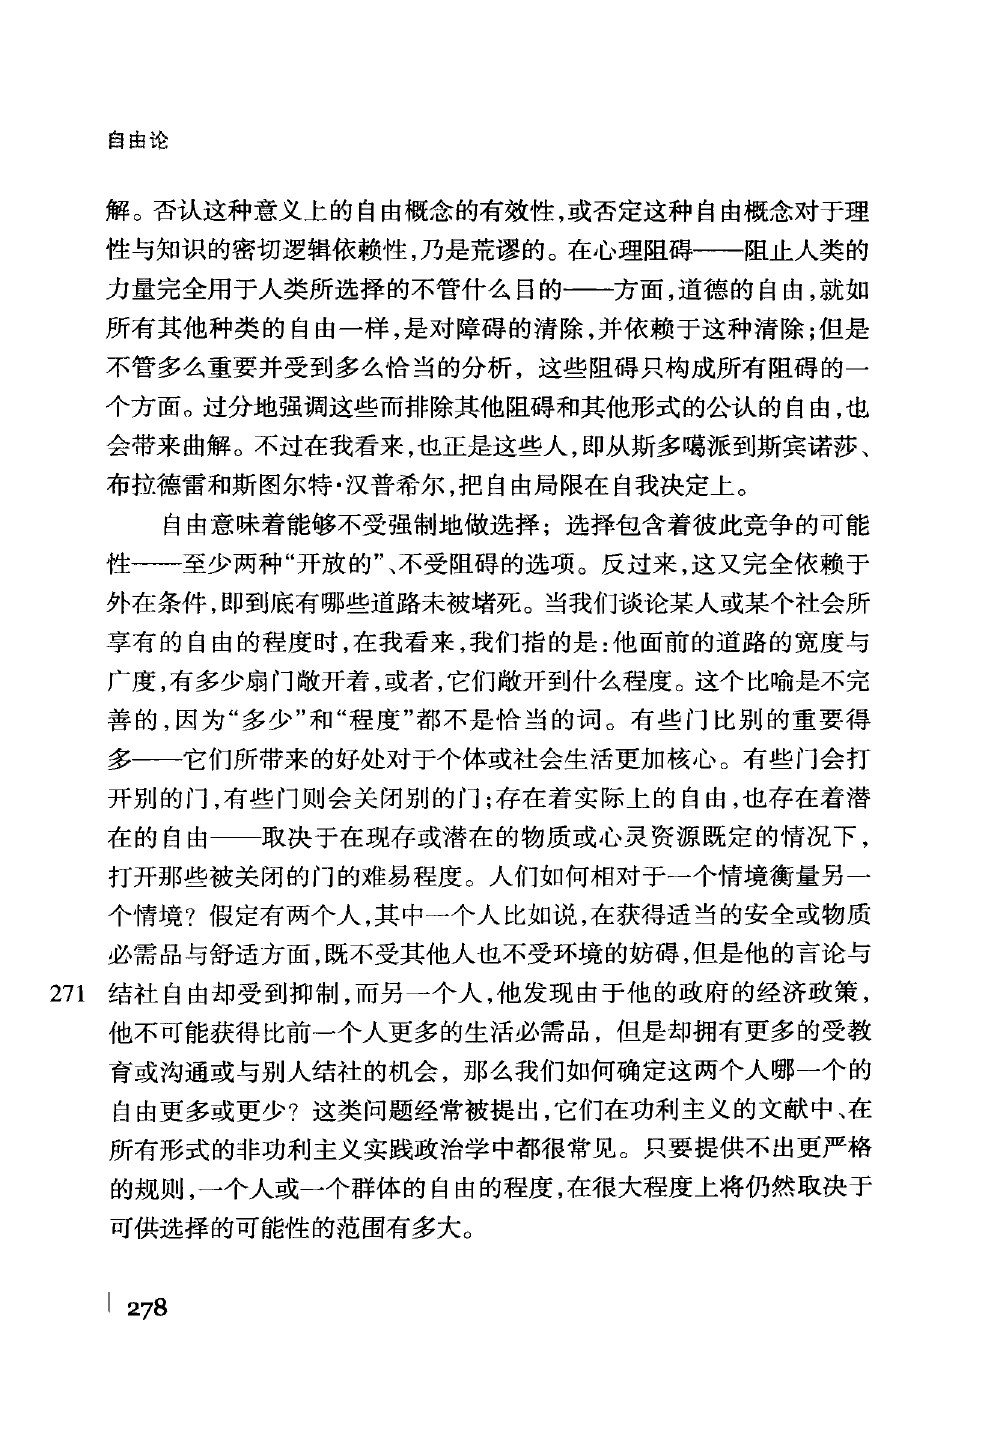 自由论
解。否认这种意义上的自由概念的有效性,或否定这种自由概念对于理
性与知识的密切逻辑依赖性,乃是荒谬的。在心理阻碍——阻止人类的
力量完全用于人类所选择的不管什么目的——方面,道德的自由,就如
所有其他种类的自由一样,是对障碍的清除,并依赖于这种清除;但是
不管多么重要并受到多么恰当的分析,这些阻碍只构成所有阻碍的一
个方面。过分地强调这些而排除其他阻碍和其他形式的公认的自由,也
会带来曲解。不过在我看来,也正是这些人,即从斯多噶派到斯宾诺莎、
布拉德雷和斯图尔特·汉普希尔,把自由局限在自我决定上。
自由意味着能够不受强制地做选择;选择包含着彼此竞争的可能
性——至少两种“开放的”、不受阻碍的选项。反过来,这又完全依赖于
外在条件,即到底有哪些道路未被堵死。当我们谈论某人或某个社会所
享有的自由的程度时,在我看来,我们指的是:他面前的道路的宽度与
广度,有多少扇门敞开着,或者,它们敞开到什么程度。这个比喻是不完
善的,因为“多少”和“程度”都不是恰当的词。有些门比别的重要得
多——它们所带来的好处对于个体或社会生活更加核心。有些门会打
开别的门,有些门则会关闭别的门;存在着实际上的自由,也存在着潜
在的自由——取决于在现存或潜在的物质或心灵资源既定的情况下,
打开那些被关闭的门的难易程度。人们如何相对于一个情境衡量另一
个情境?假定有两个人,其中一个人比如说,在获得适当的安全或物质
必需品与舒适方面,既不受其他人也不受环境的妨碍,但是他的言论与
271 结社自由却受到抑制,而另一个人,他发现由于他的政府的经济政策,
他不可能获得比前一个人更多的生活必需品,但是却拥有更多的受教
育或沟通或与别人结社的机会,那么我们如何确定这两个人哪一个的
自由更多或更少?这类问题经常被提出,它们在功利主义的文献中、在
所有形式的非功利主义实践政治学中都很常见。只要提供不出更严格
的规则,一个人或一个群体的自由的程度,在很大程度上将仍然取决于
可供选择的可能性的范围有多大。
278